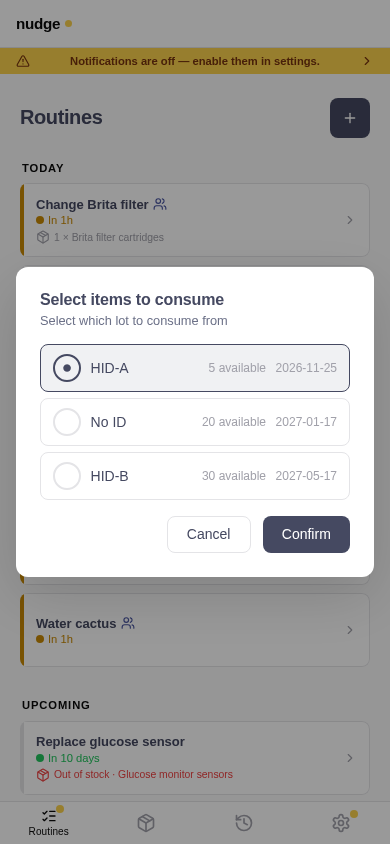 nudge
Notifications are off — enable them in settings.
Routines
TODAY
Change Brita filter
In 1h
1 × Brita filter cartridges
Select items to consume
Select which lot to consume from
HID-A 5 available 2026-11-25
No ID 20 available 2027-01-17
HID-B 30 available 2027-05-17
Cancel Confirm
Water cactus
In 1h
UPCOMING
Replace glucose sensor
In 10 days
Out of stock · Glucose monitor sensors
Routines